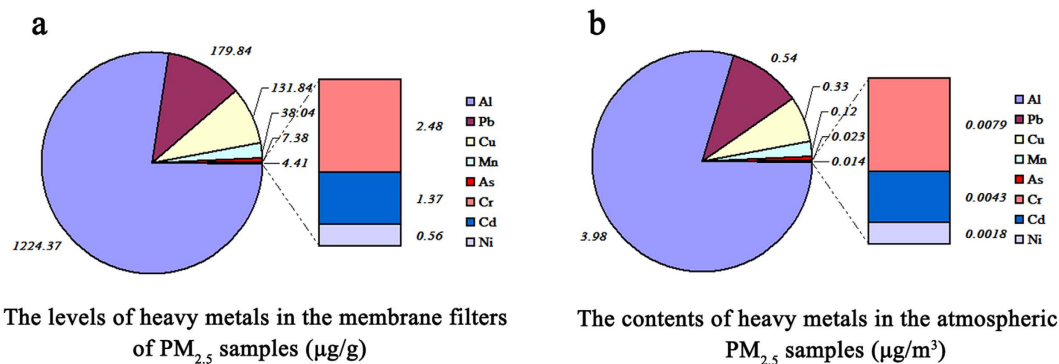 a
179.84
131.84
38.04
7.38
4.41
1224.37
2.48
1.37
0.56
Al
Pb
Cu
Mn
As
Cr
Cd
Ni
The levels of heavy metals in the membrane filters
of PM2.5 samples (µg/g)
b
0.54
0.33
0.12
0.023
0.014
3.98
0.0079
0.0043
0.0018
Al
Pb
Cu
Mn
As
Cr
Cd
Ni
The contents of heavy metals in the atmospheric
PM2.5 samples (µg/m³)